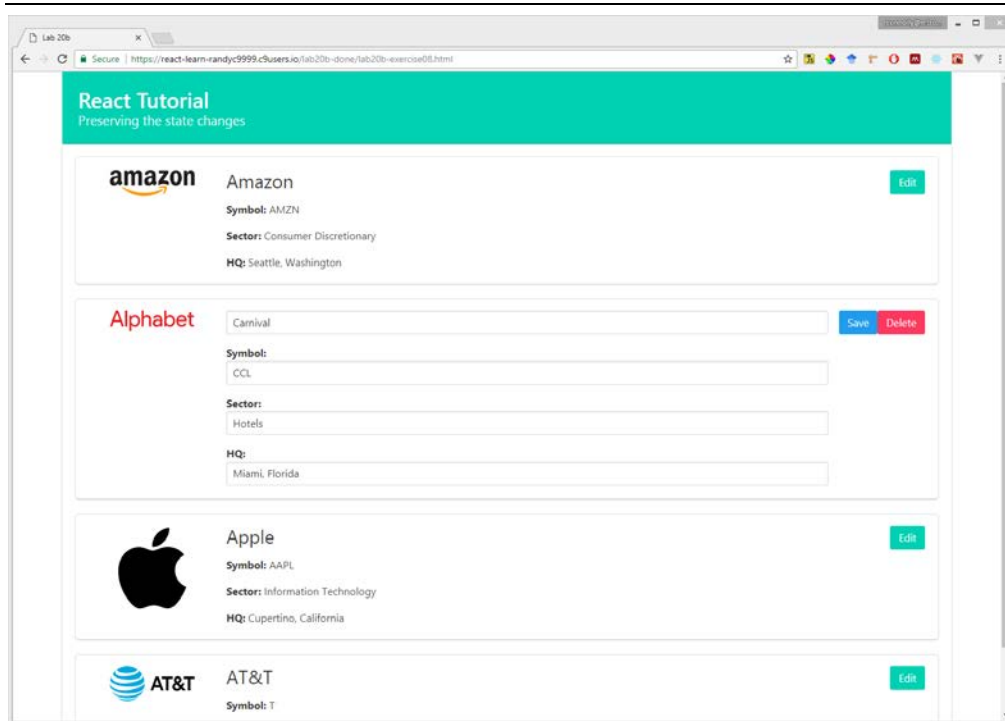 Lab 20b
Secure | https://react-learn-randyc9999.c9users.io/lab20b-done/lab20b-exercise08.html
React Tutorial
Preserving the state changes
amazon
Amazon
Edit
Symbol: AMZN
Sector: Consumer Discretionary
HQ: Seattle, Washington
Alphabet
Carnival
Save Delete
Symbol:
CCL
Sector:
Hotels
HQ:
Miami, Florida
Apple
Edit
Symbol: AAPL
Sector: Information Technology
HQ: Cupertino, California
AT&T
AT&T
Edit
Symbol: T